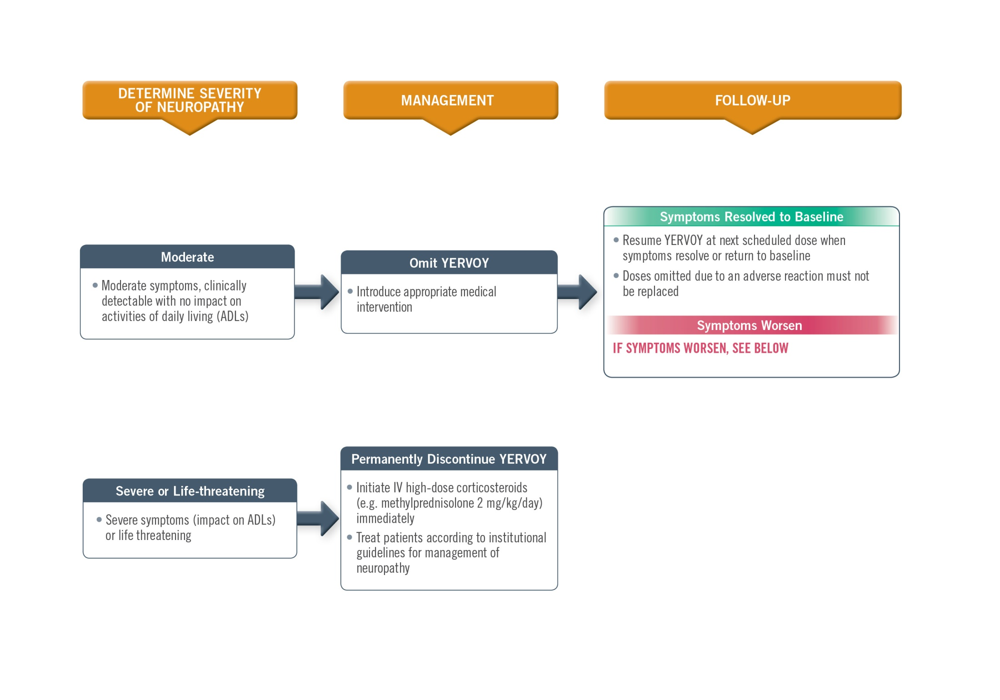 DETERMINE SEVERITY
OF NEUROPATHY
MANAGEMENT
FOLLOW-UP
Moderate
• Moderate symptoms, clinically
detectable with no impact on
activities of daily living (ADLs)
Omit YERVOY
• Introduce appropriate medical
intervention
Symptoms Resolved to Baseline
• Resume YERVOY at next scheduled dose when
symptoms resolve or return to baseline
• Doses omitted due to an adverse reaction must not
be replaced
Symptoms Worsen
IF SYMPTOMS WORSEN, SEE BELOW
Severe or Life-threatening
• Severe symptoms (impact on ADLs)
or life threatening
Permanently Discontinue YERVOY
• Initiate IV high-dose corticosteroids
(e.g. methylprednisolone 2 mg/kg/day)
immediately
• Treat patients according to institutional
guidelines for management of
neuropathy